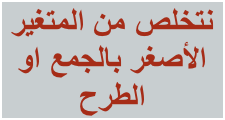 نتخلص من المتغير
الأصغر بالجمع او
الطرح